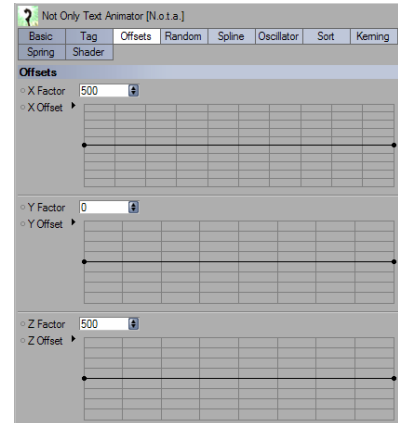 Not Only Text Animator [N.o.t.a.]
Basic Tag Offsets Random Spline Oscillator Sort Kerning
Spring Shader
Offsets
X Factor 500
X Offset
Y Factor 0
Y Offset
Z Factor 500
Z Offset